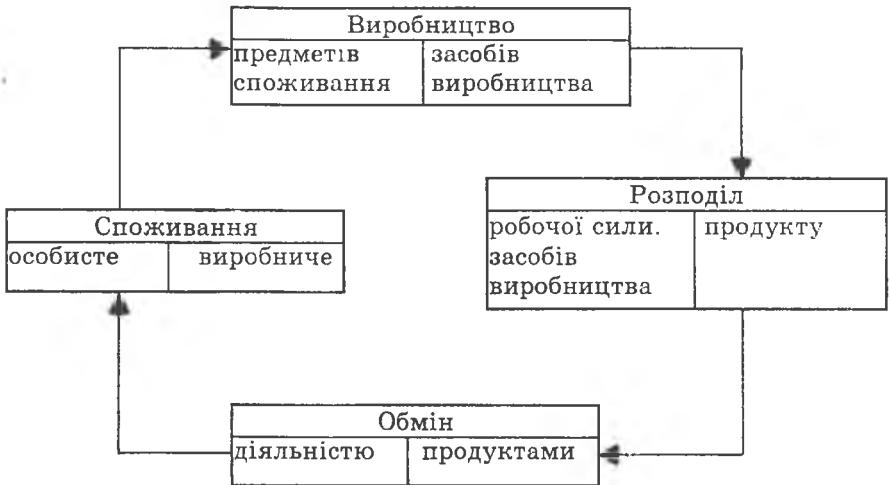 Виробництво
предметів засобів
споживання виробництва
Розподіл
робочої сили. продукту
засобів
виробництва
Споживання
особисте виробниче
Обмін
діяльністю продуктами